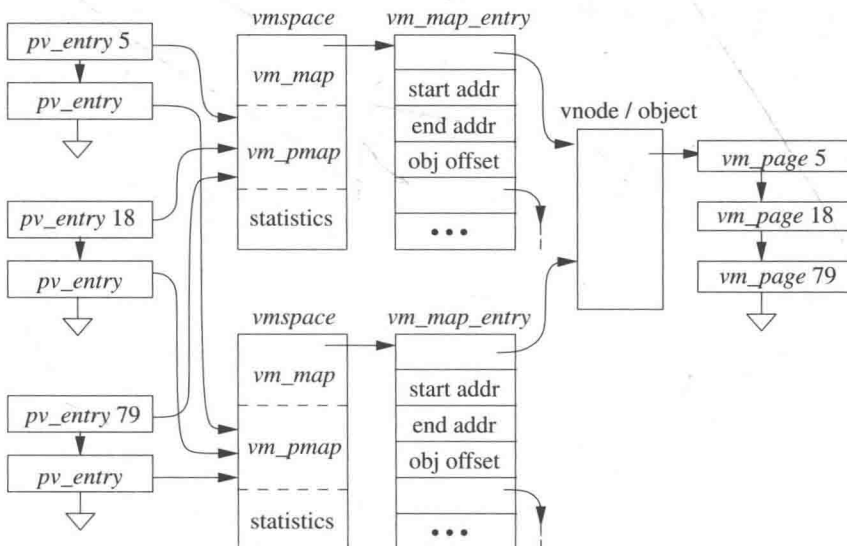 vmspace
vm_map_entry
pv_entry 5
pv_entry
vm_map
start addr
end addr
obj offset
vm_pmap
statistics
•••
pv_entry 18
pv_entry
vnode / object
vm_page 5
vm_page 18
vm_page 79
vmspace
vm_map_entry
pv_entry 79
pv_entry
vm_map
start addr
end addr
obj offset
vm_pmap
statistics
•••